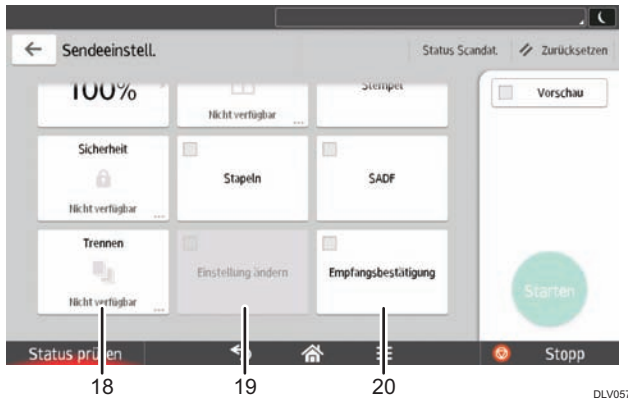 Sendeeinstell.
Status Scandat.
Zurücksetzen
100%
Nicht verfügbar
Stempel
Vorschau
Sicherheit
Nicht verfügbar
Stapeln
SADF
Trennen
Nicht verfügbar
Einstellung ändern
Empfangsbestätigung
Starten
Status prüfen
Stopp
18
19
20
DLV057